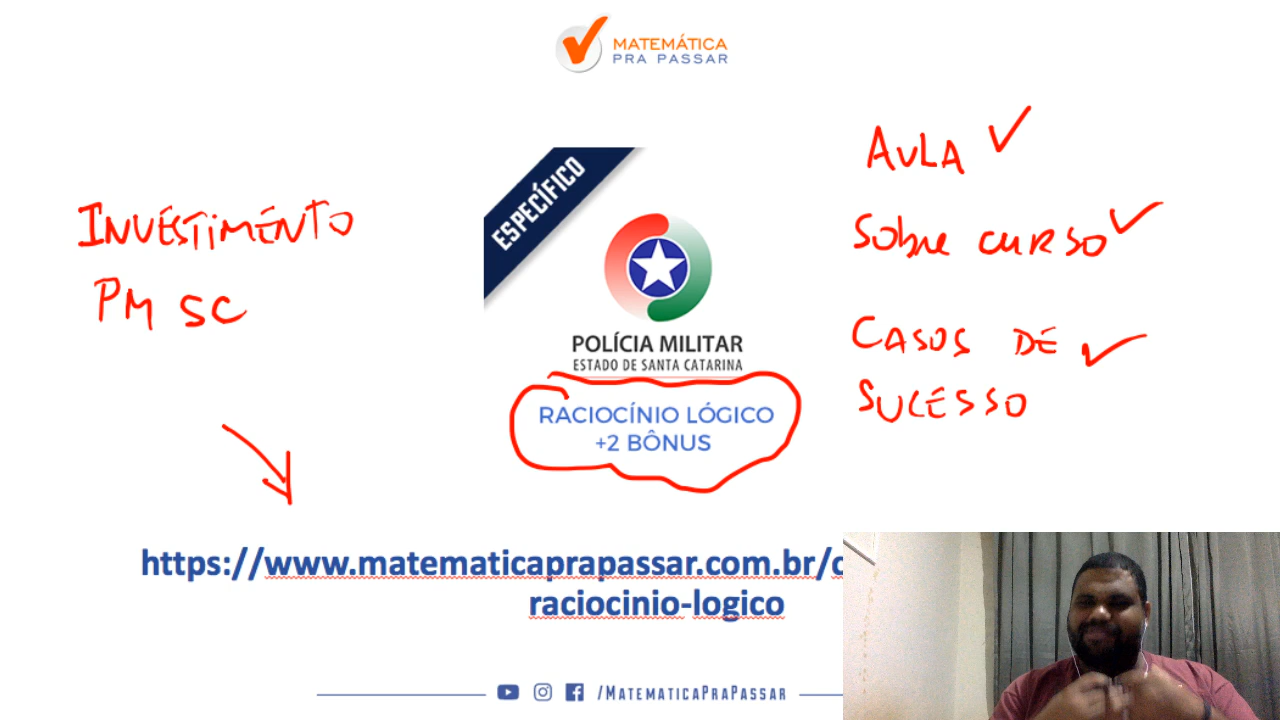 MATEMÁTICA
PRA PASSAR
INVESTIMENTO
PM SC
ESPECÍFICO
POLÍCIA MILITAR
ESTADO DE SANTA CATARINA
RACIOCÍNIO LÓGICO
+2 BÔNUS
AULA
SOBRE CURSO
CASOS DE
SUCESSO
https://www.matematicaprapassar.com.br/
raciocinio-logico
/MATEMATICAPRAPASSAR